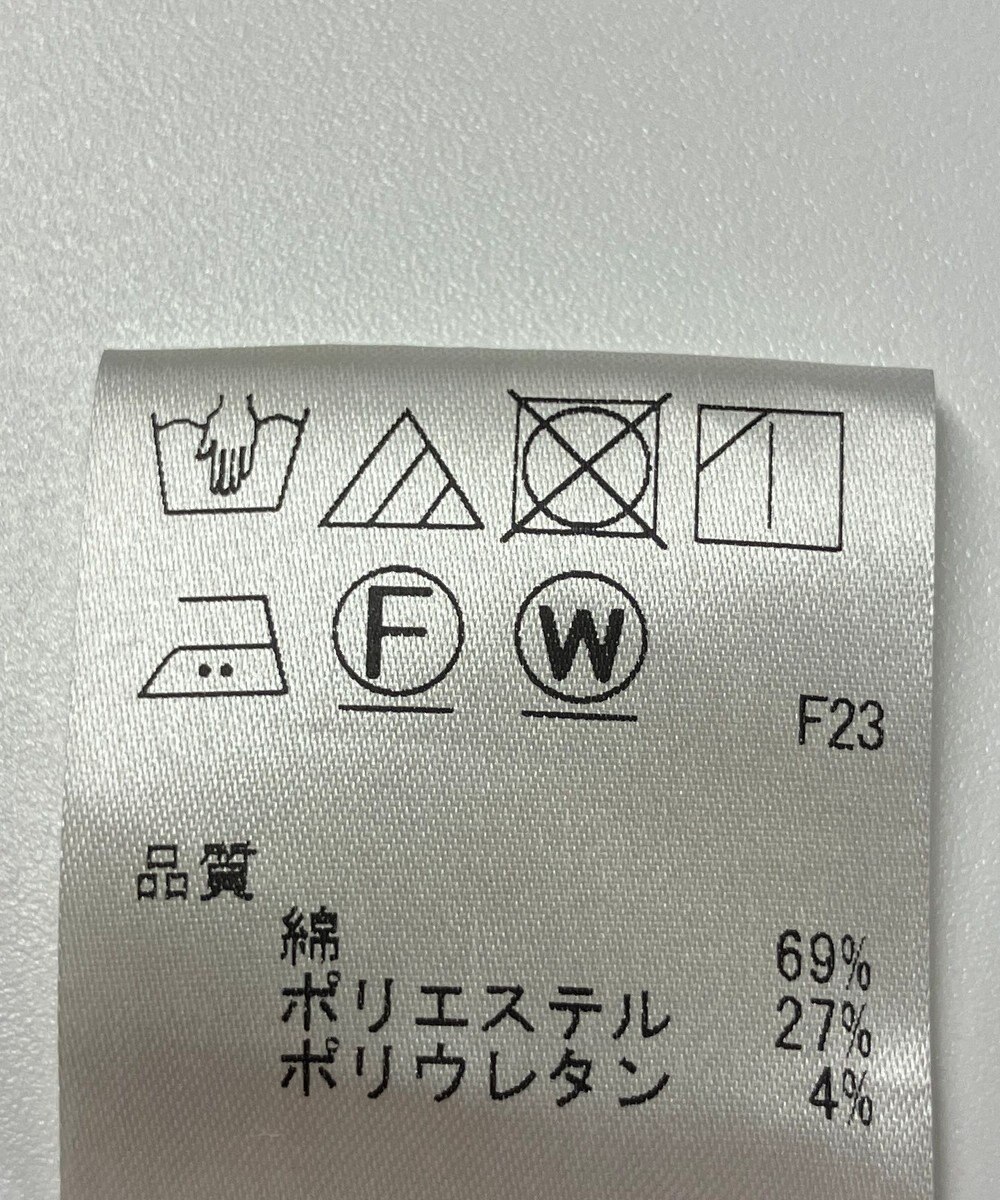 F W
F23
品質
綿 69%
ポリエステル 27%
ポリウレタン 4%